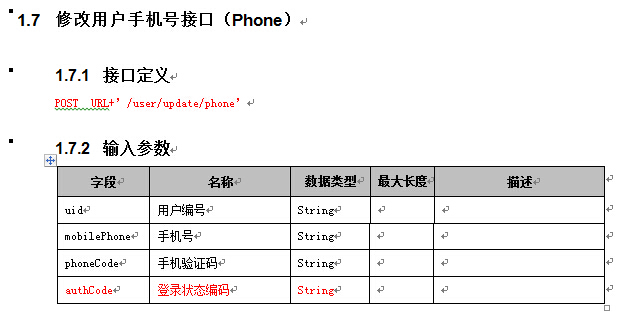 1.7 修改用户手机号接口（Phone）
1.7.1 接口定义
POST URL+’/user/update/phone’
1.7.2 输入参数
字段 名称 数据类型 最大长度 描述
uid 用户编号 String
mobilePhone 手机号 String
phoneCode 手机验证码 String
authCode 登录状态编码 String